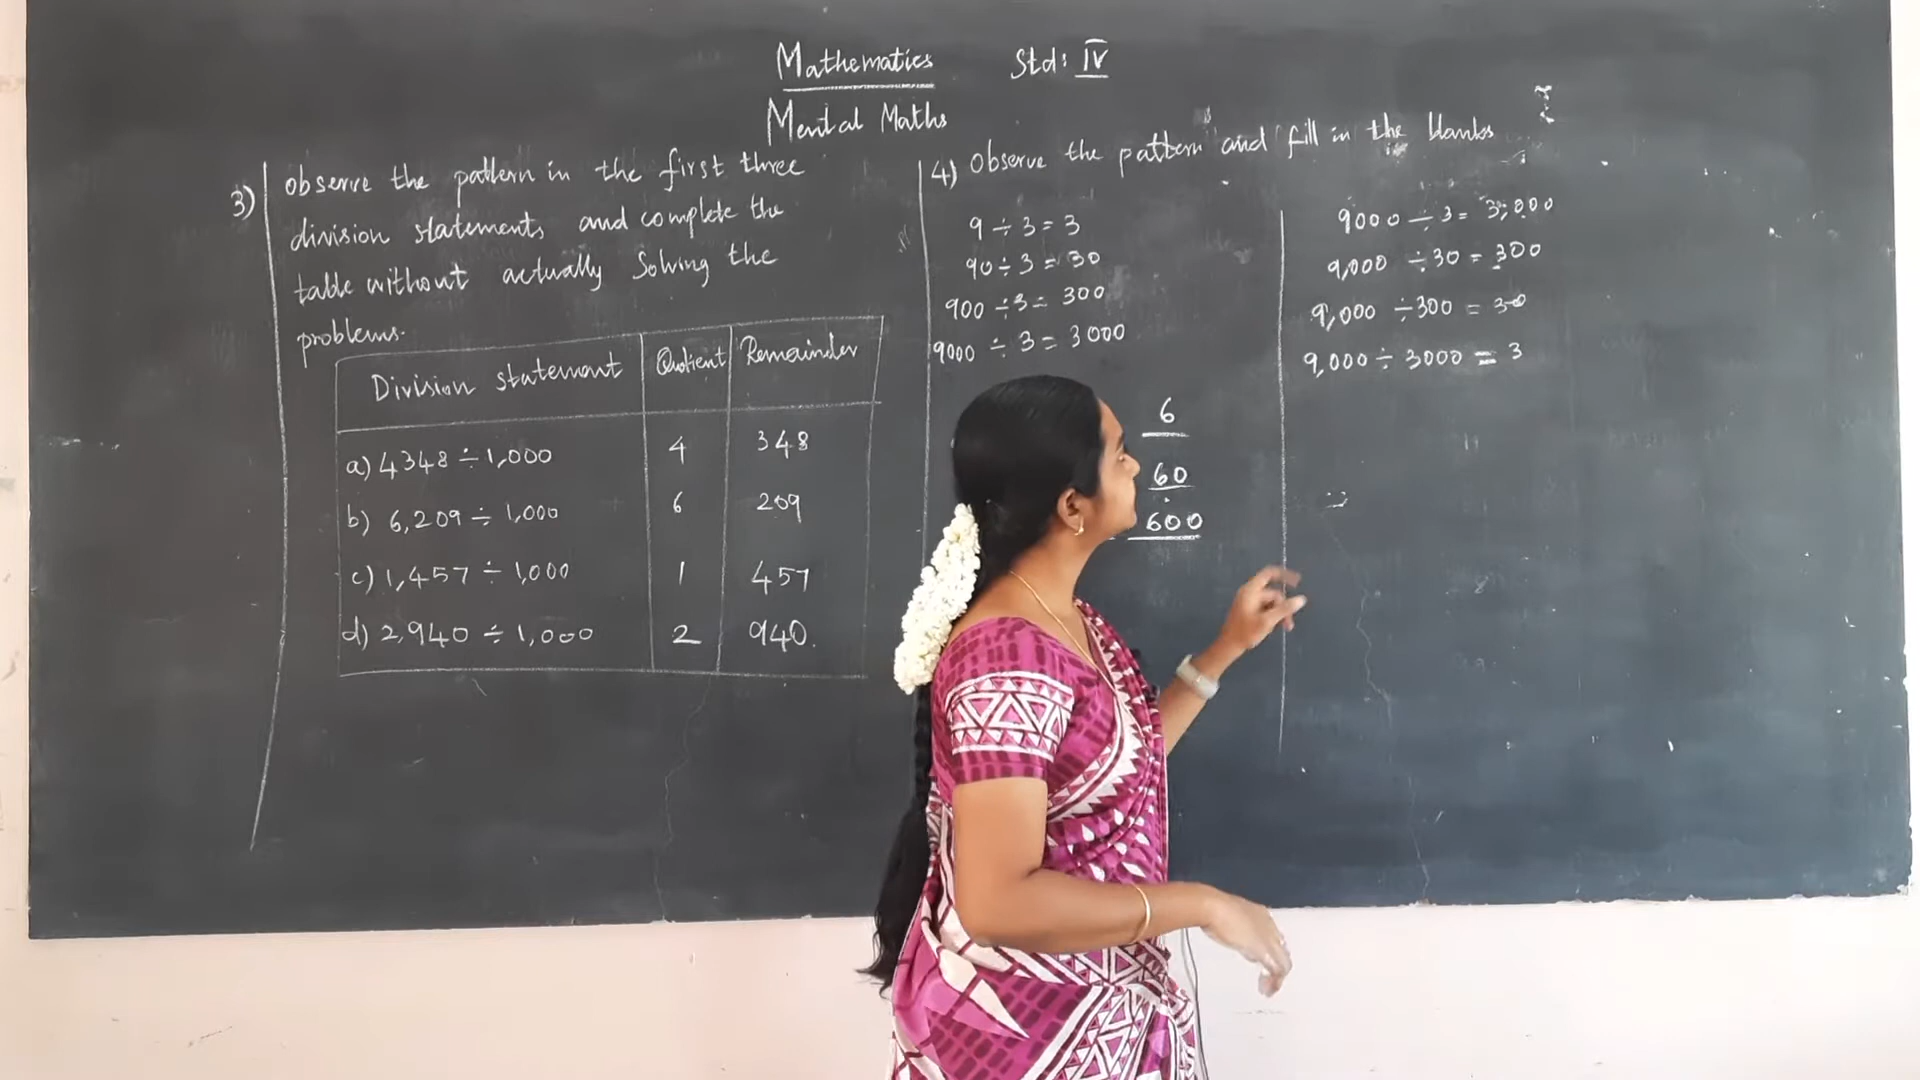 Mathematics Std: IV
Mental Maths
3) Observe the pattern in the first three
division statements and complete the
table without actually Solving the
problems.
Division statement Quotient Remainder
a) 4348 ÷ 1,000 4 348
b) 6,209 ÷ 1,000 6 209
c) 1,457 ÷ 1,000 1 457
d) 2,940 ÷ 1,000 2 940.
4) Observe the pattern and fill in the blanks
9 ÷ 3 = 3
90 ÷ 3 = 30
900 ÷ 3 = 300
9000 ÷ 3 = 3000
6
60
600
9000 ÷ 3 = 3,000
9,000 ÷ 30 = 300
9,000 ÷ 300 = 30
9,000 ÷ 3000 = 3